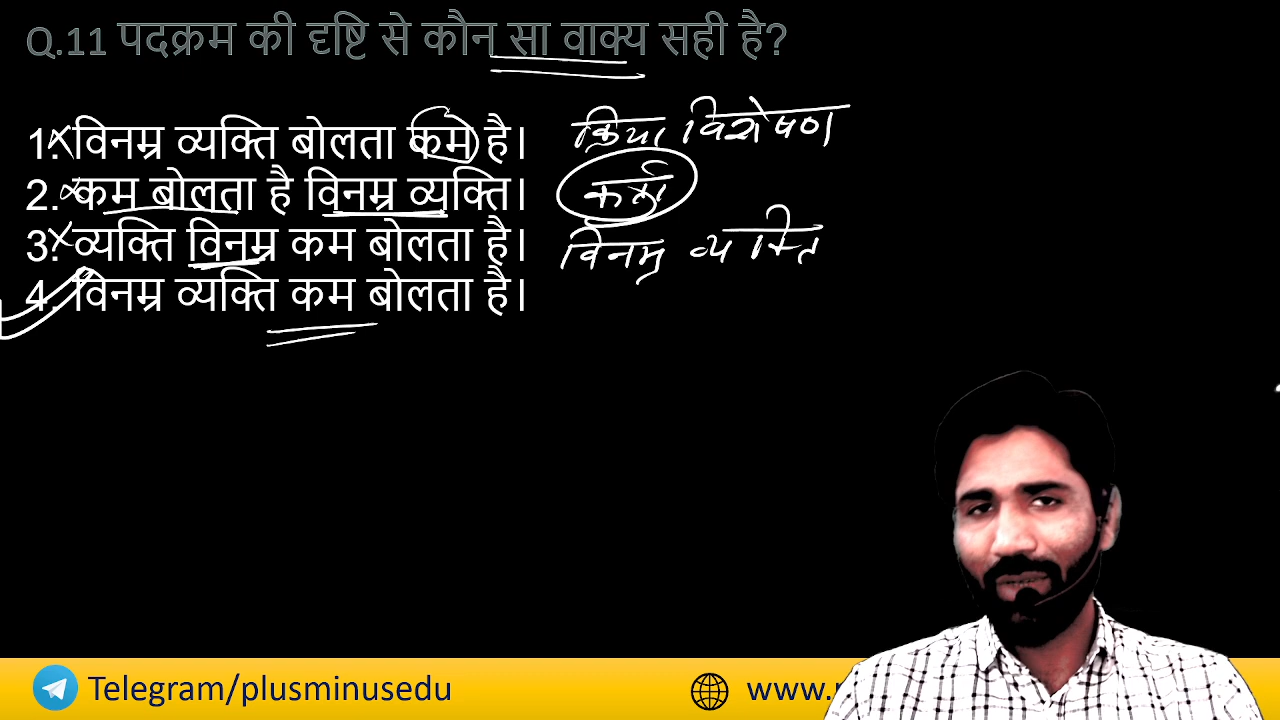 Q.11 पदक्रम की दृष्टि से कौन सा वाक्य सही है?
1. विनम्र व्यक्ति बोलता कम है।
2. कम बोलता है विनम्र व्यक्ति।
3. व्यक्ति विनम्र कम बोलता है।
4. विनम्र व्यक्ति कम बोलता है।
क्रिया विशेषण
कर्ता
विनम्र व्यक्ति
Telegram/plusminusedu
www.